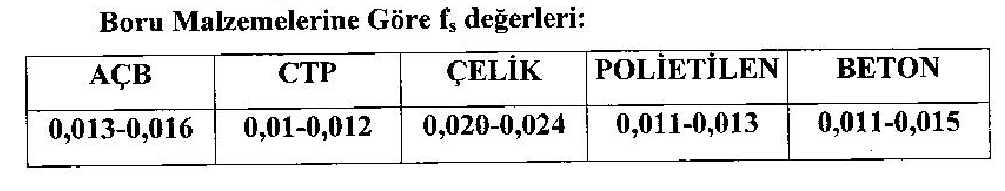 Boru Malzemelerine Göre fs değerleri:
AÇB CTP ÇELİK POLİETİLEN BETON
0,013-0,016 0,01-0,012 0,020-0,024 0,011-0,013 0,011-0,015